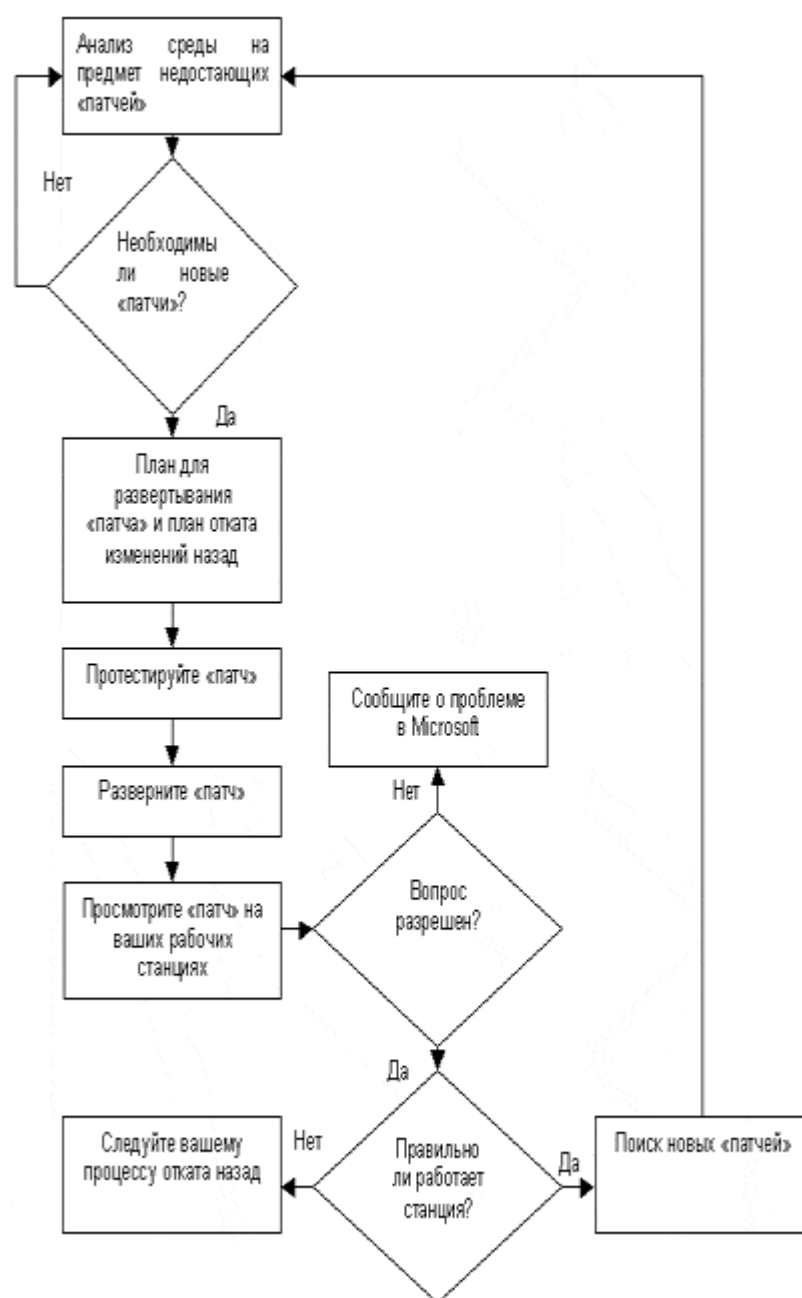 Анализ среды на
предмет недостающих
«патчей»
Нет
Необходимы
ли новые
«патчи»?
Да
План для
развертывания
«патча» и план отката
изменений назад
Протестируйте «патч»
Сообщите о проблеме
в Microsoft
Разверните «патч»
Нет
Просмотрите «патч» на
ваших рабочих
станциях
Вопрос
разрешен?
Да
Следуйте вашему
процессу отката назад
Нет
Правильно
ли работает
станция?
Да
Поиск новых «патчей»